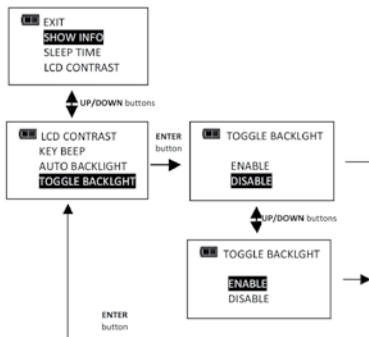 EXIT
SHOW INFO
SLEEP TIME
LCD CONTRAST
UP/DOWN buttons
LCD CONTRAST
KEY BEEP
AUTO BACKLIGHT
TOGGLE BACKLGHT
ENTER
button
TOGGLE BACKLGHT
ENABLE
DISABLE
UP/DOWN buttons
TOGGLE BACKLGHT
ENABLE
DISABLE
ENTER
button